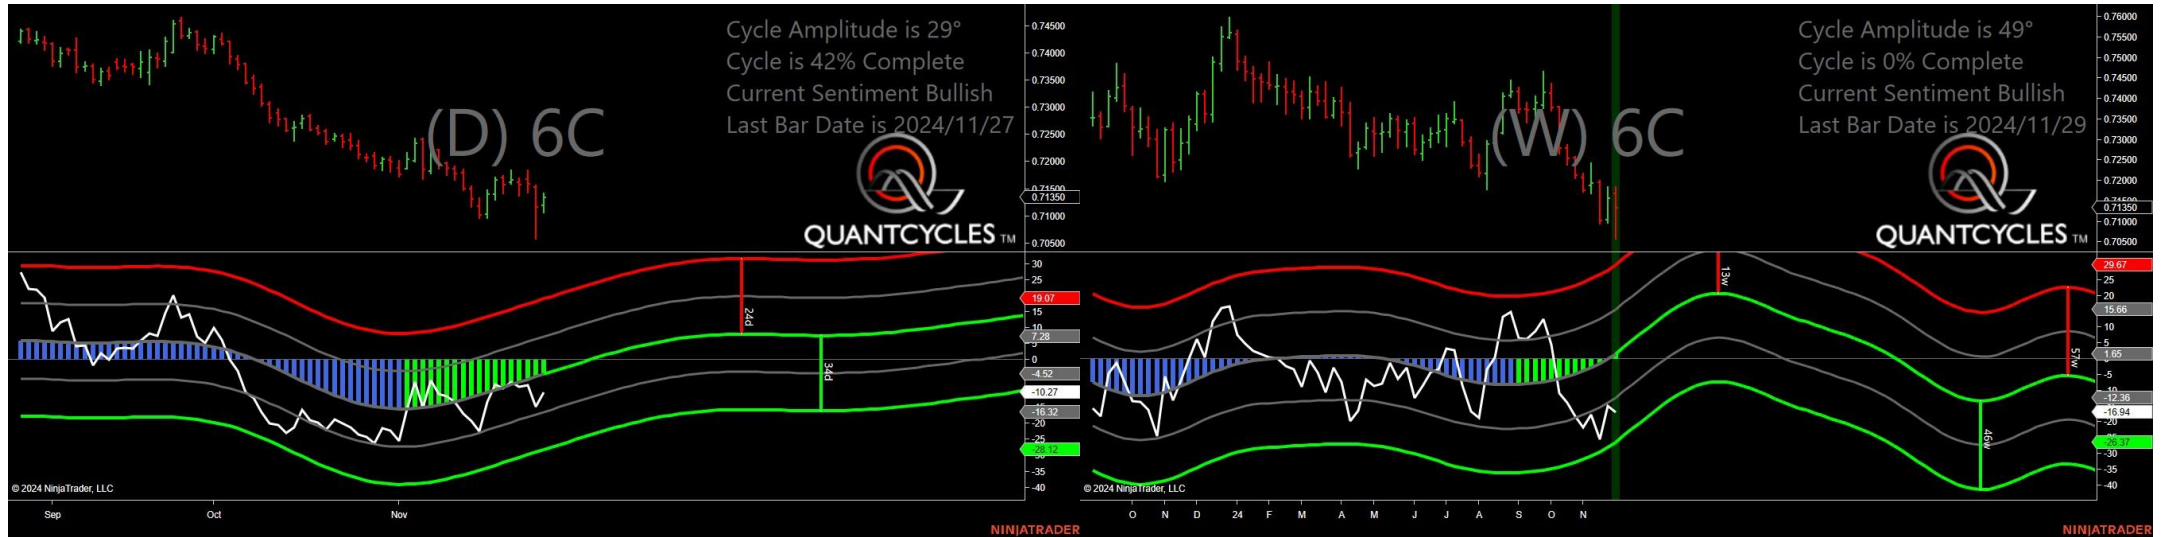 Cycle Amplitude is 29°
Cycle is 42% Complete
Current Sentiment Bullish
Last Bar Date is 2024/11/27
(D) 6C
QUANTCYCLES TM
0.74500
0.74000
0.73500
0.73000
0.72500
0.72000
0.71500
0.71350
0.71000
0.70500
30
25
19.07
15
10
7.28
5
0
-4.52
-10.27
-16.32
-20
-25
-28.12
-35
-40
24d
34d
© 2024 NinjaTrader, LLC
Sep
Oct
Nov
NINJATRADER
Cycle Amplitude is 49°
Cycle is 0% Complete
Current Sentiment Bullish
Last Bar Date is 2024/11/29
(W) 6C
QUANTCYCLES TM
0.76000
0.75500
0.75000
0.74500
0.74000
0.73500
0.73000
0.72500
0.72000
0.71350
0.71000
0.70500
29.67
25
20
15.66
10
1.65
-5
-12.36
-16.94
-20
-26.37
-30
-35
-40
13w
46w
57w
© 2024 NinjaTrader, LLC
O N D 24 F M A M J J A S O N
NINJATRADER